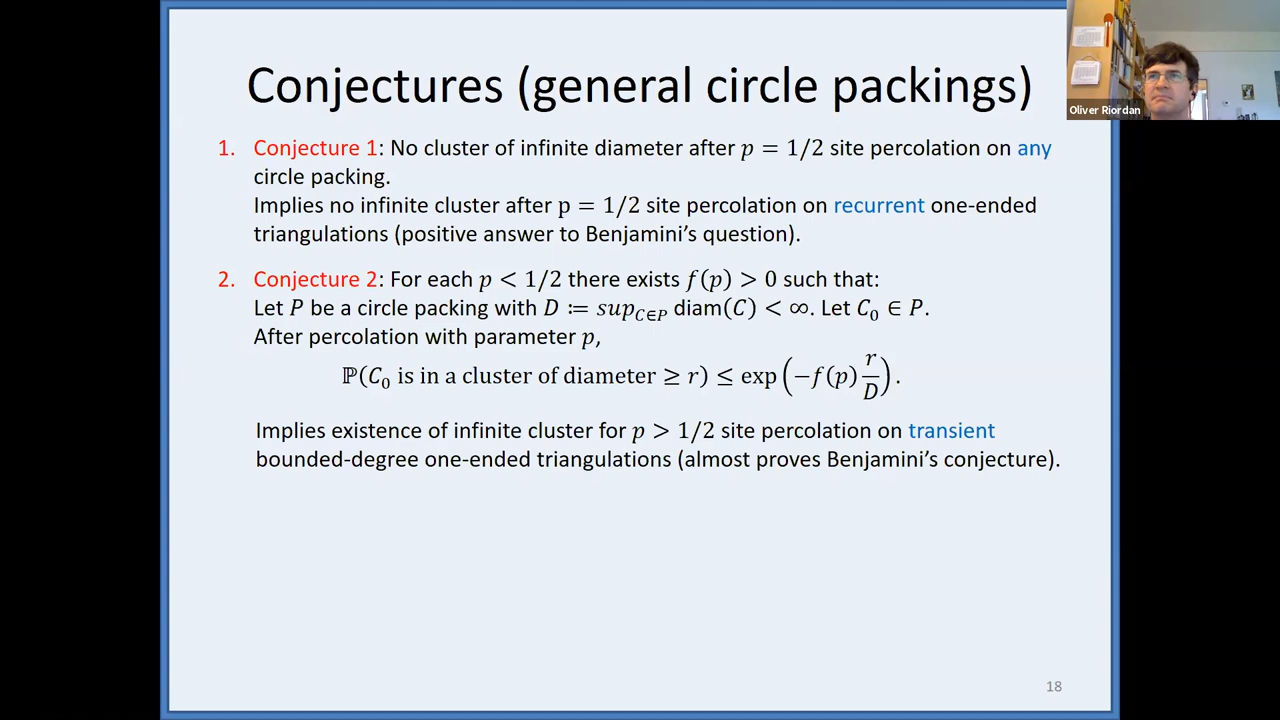 Conjectures (general circle packings)
1. Conjecture 1: No cluster of infinite diameter after p = 1/2 site percolation on any
circle packing.
Implies no infinite cluster after p = 1/2 site percolation on recurrent one-ended
triangulations (positive answer to Benjamini's question).
2. Conjecture 2: For each p < 1/2 there exists f(p) > 0 such that:
Let P be a circle packing with D ≔ sup_{C∈P} diam(C) < ∞. Let C₀ ∈ P.
After percolation with parameter p,
ℙ(C₀ is in a cluster of diameter ≥ r) ≤ exp(−f(p) r/D).
Implies existence of infinite cluster for p > 1/2 site percolation on transient
bounded-degree one-ended triangulations (almost proves Benjamini's conjecture).
18
Oliver Riordan